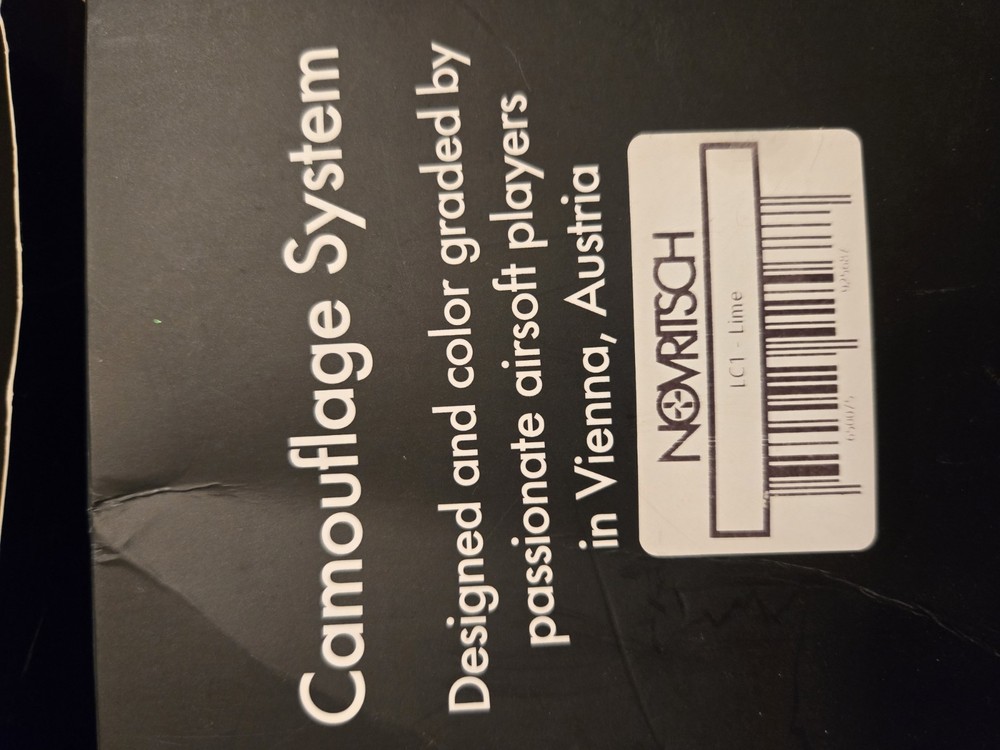 Camouflage System
Designed and color graded by
passionate airsoft players
in Vienna, Austria
NOVRITSCH
LC1 - Lime